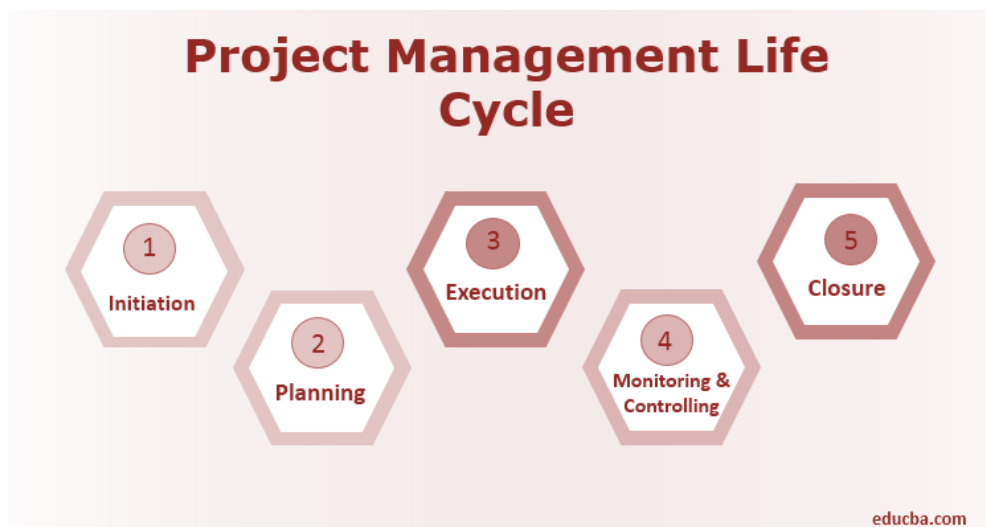 Project Management Life
Cycle
1
Initiation
2
Planning
3
Execution
4
Monitoring &
Controlling
5
Closure
educba.com